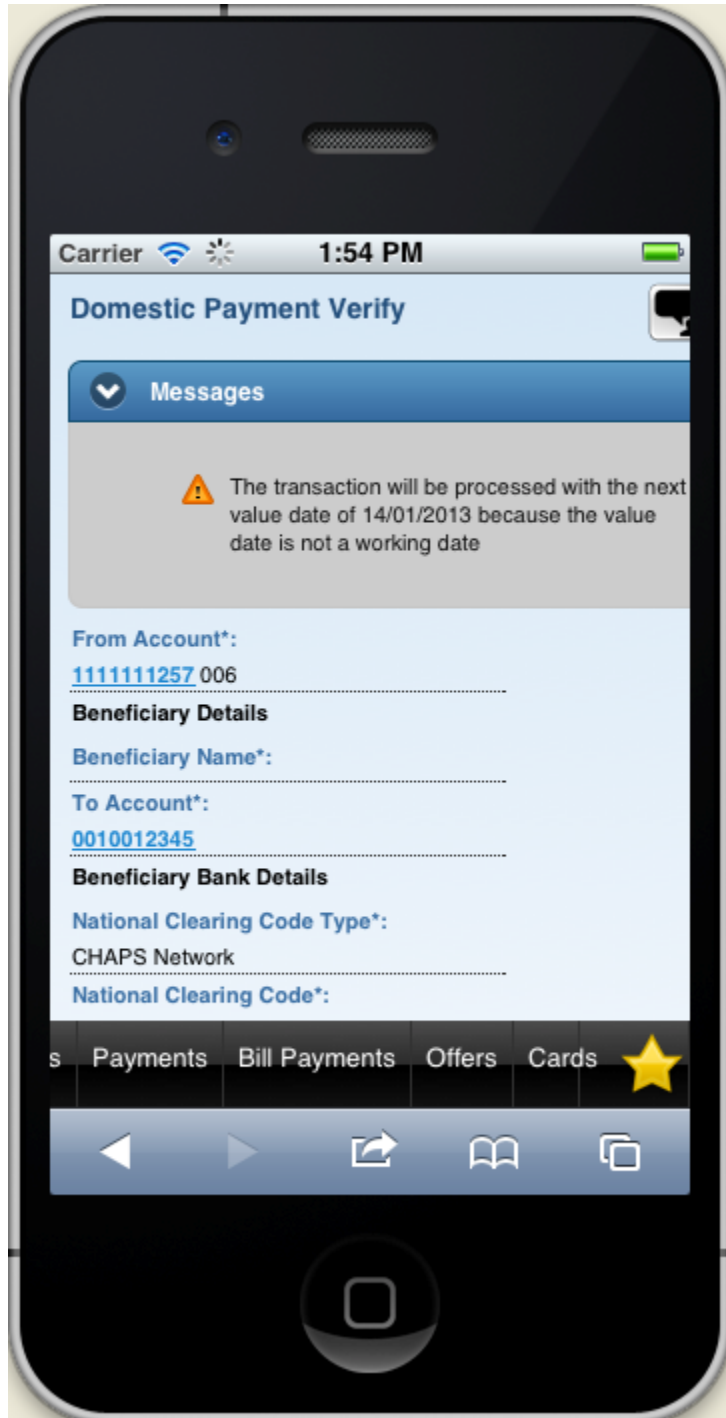 Carrier 1:54 PM
Domestic Payment Verify
Messages
The transaction will be processed with the next
value date of 14/01/2013 because the value
date is not a working date
From Account*:
1111111257 006
Beneficiary Details
Beneficiary Name*:
To Account*:
0010012345
Beneficiary Bank Details
National Clearing Code Type*:
CHAPS Network
National Clearing Code*:
s Payments Bill Payments Offers Cards